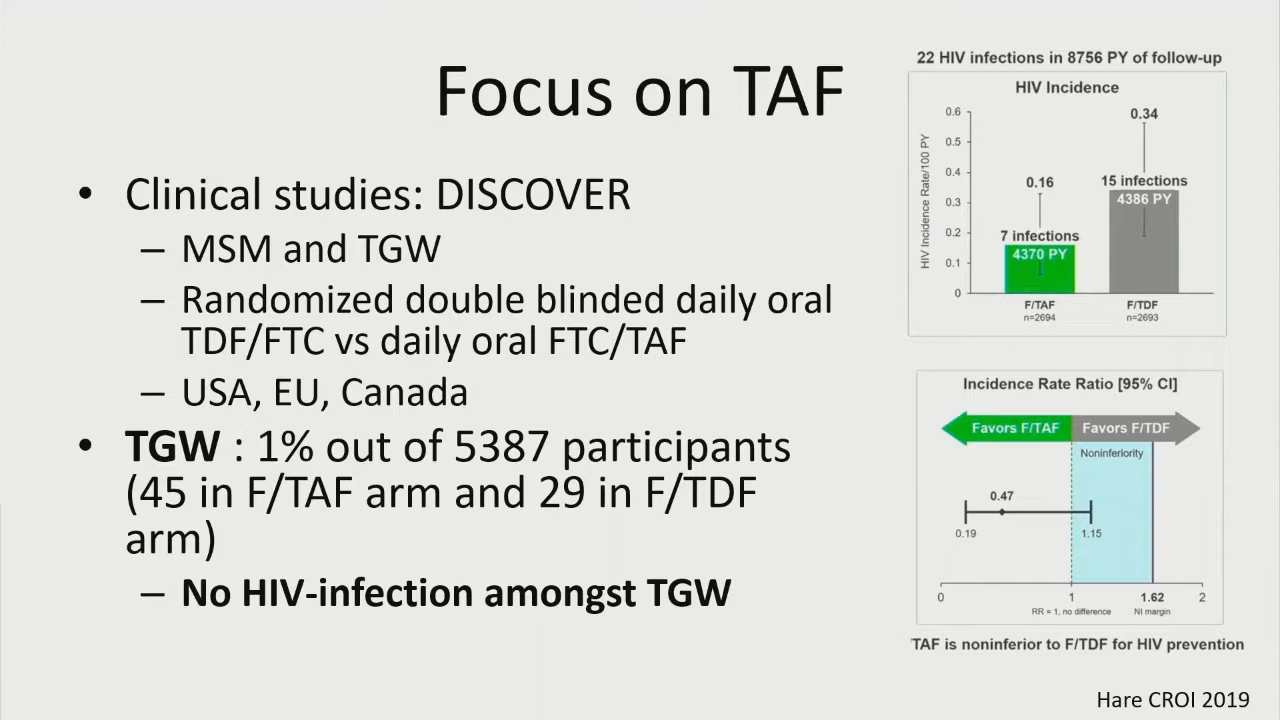 Focus on TAF
• Clinical studies: DISCOVER
– MSM and TGW
– Randomized double blinded daily oral
TDF/FTC vs daily oral FTC/TAF
– USA, EU, Canada
• TGW : 1% out of 5387 participants
(45 in F/TAF arm and 29 in F/TDF
arm)
– No HIV-infection amongst TGW
22 HIV infections in 8756 PY of follow-up
HIV Incidence
HIV Incidence Rate/100 PY
0.6
0.5
0.4
0.3
0.2
0.1
0
0.16
7 infections
4370 PY
0.34
15 infections
4386 PY
F/TAF
n=2694
F/TDF
n=2693
Incidence Rate Ratio [95% CI]
Favors F/TAF
Favors F/TDF
Noninferiority
0.47
0.19
1.15
0
1
1.62
2
RR = 1, no difference
NI margin
TAF is noninferior to F/TDF for HIV prevention
Hare CROI 2019